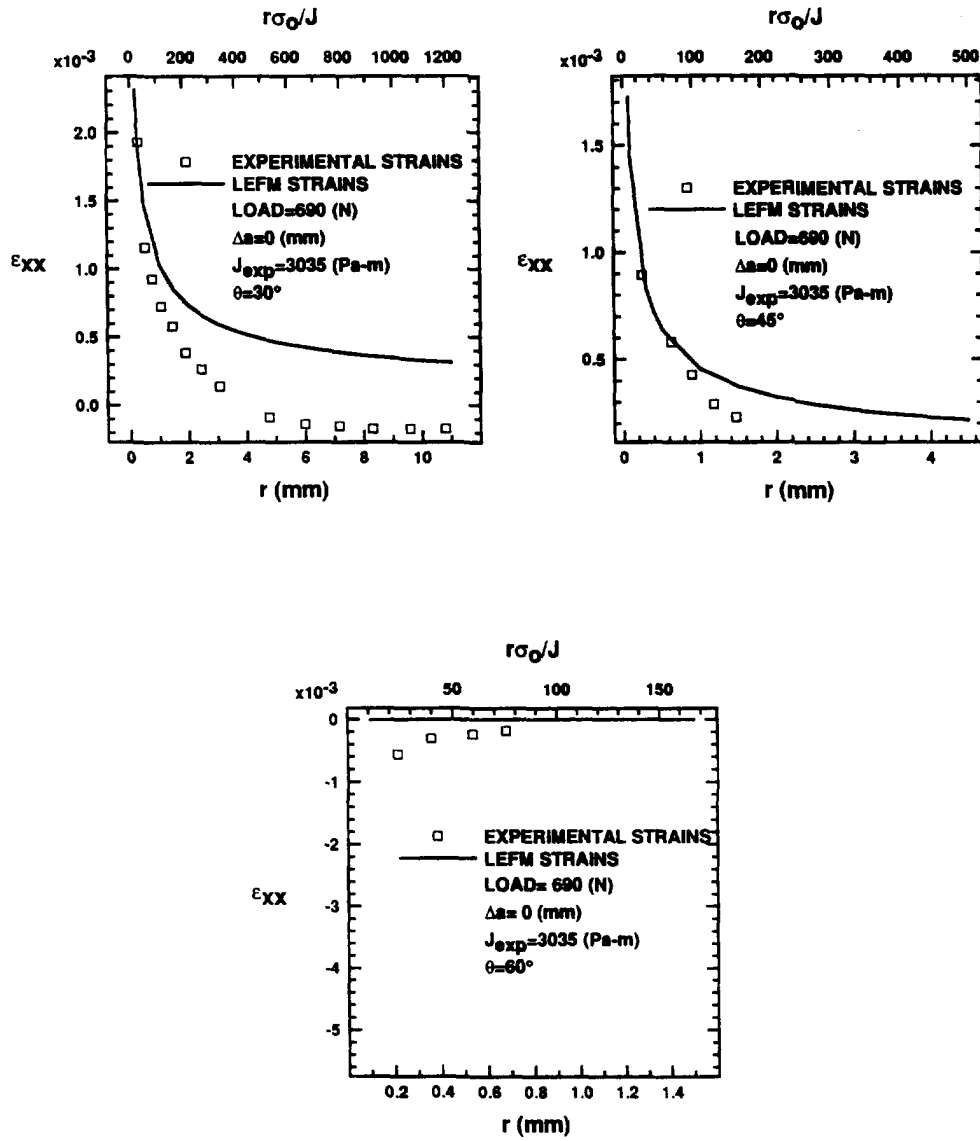 rσo/J
x10-3 0 200 400 600 800 1000 1200
2.0
1.5
1.0
0.5
0.0
εxx
EXPERIMENTAL STRAINS
LEFM STRAINS
LOAD=690 (N)
Δa=0 (mm)
Jexp=3035 (Pa-m)
θ=30°
0 2 4 6 8 10
r (mm)
rσo/J
x10-3 0 100 200 300 400 500
1.5
1.0
0.5
εxx
EXPERIMENTAL STRAINS
LEFM STRAINS
LOAD=690 (N)
Δa=0 (mm)
Jexp=3035 (Pa-m)
θ=45°
0 1 2 3 4
r (mm)
rσo/J
x10-3 50 100 150
0
-1
-2
-3
-4
-5
εxx
EXPERIMENTAL STRAINS
LEFM STRAINS
LOAD= 690 (N)
Δa= 0 (mm)
Jexp=3035 (Pa-m)
θ=60°
0.2 0.4 0.6 0.8 1.0 1.2 1.4
r (mm)